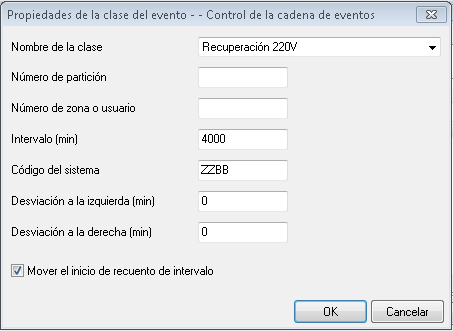 Propiedades de la clase del evento - - Control de la cadena de eventos
Nombre de la clase Recuperación 220V
Número de partición
Número de zona o usuario
Intervalo (min) 4000
Código del sistema ZZBB
Desviación a la izquierda (min) 0
Desviación a la derecha (min) 0
Mover el inicio de recuento de intervalo
OK Cancelar